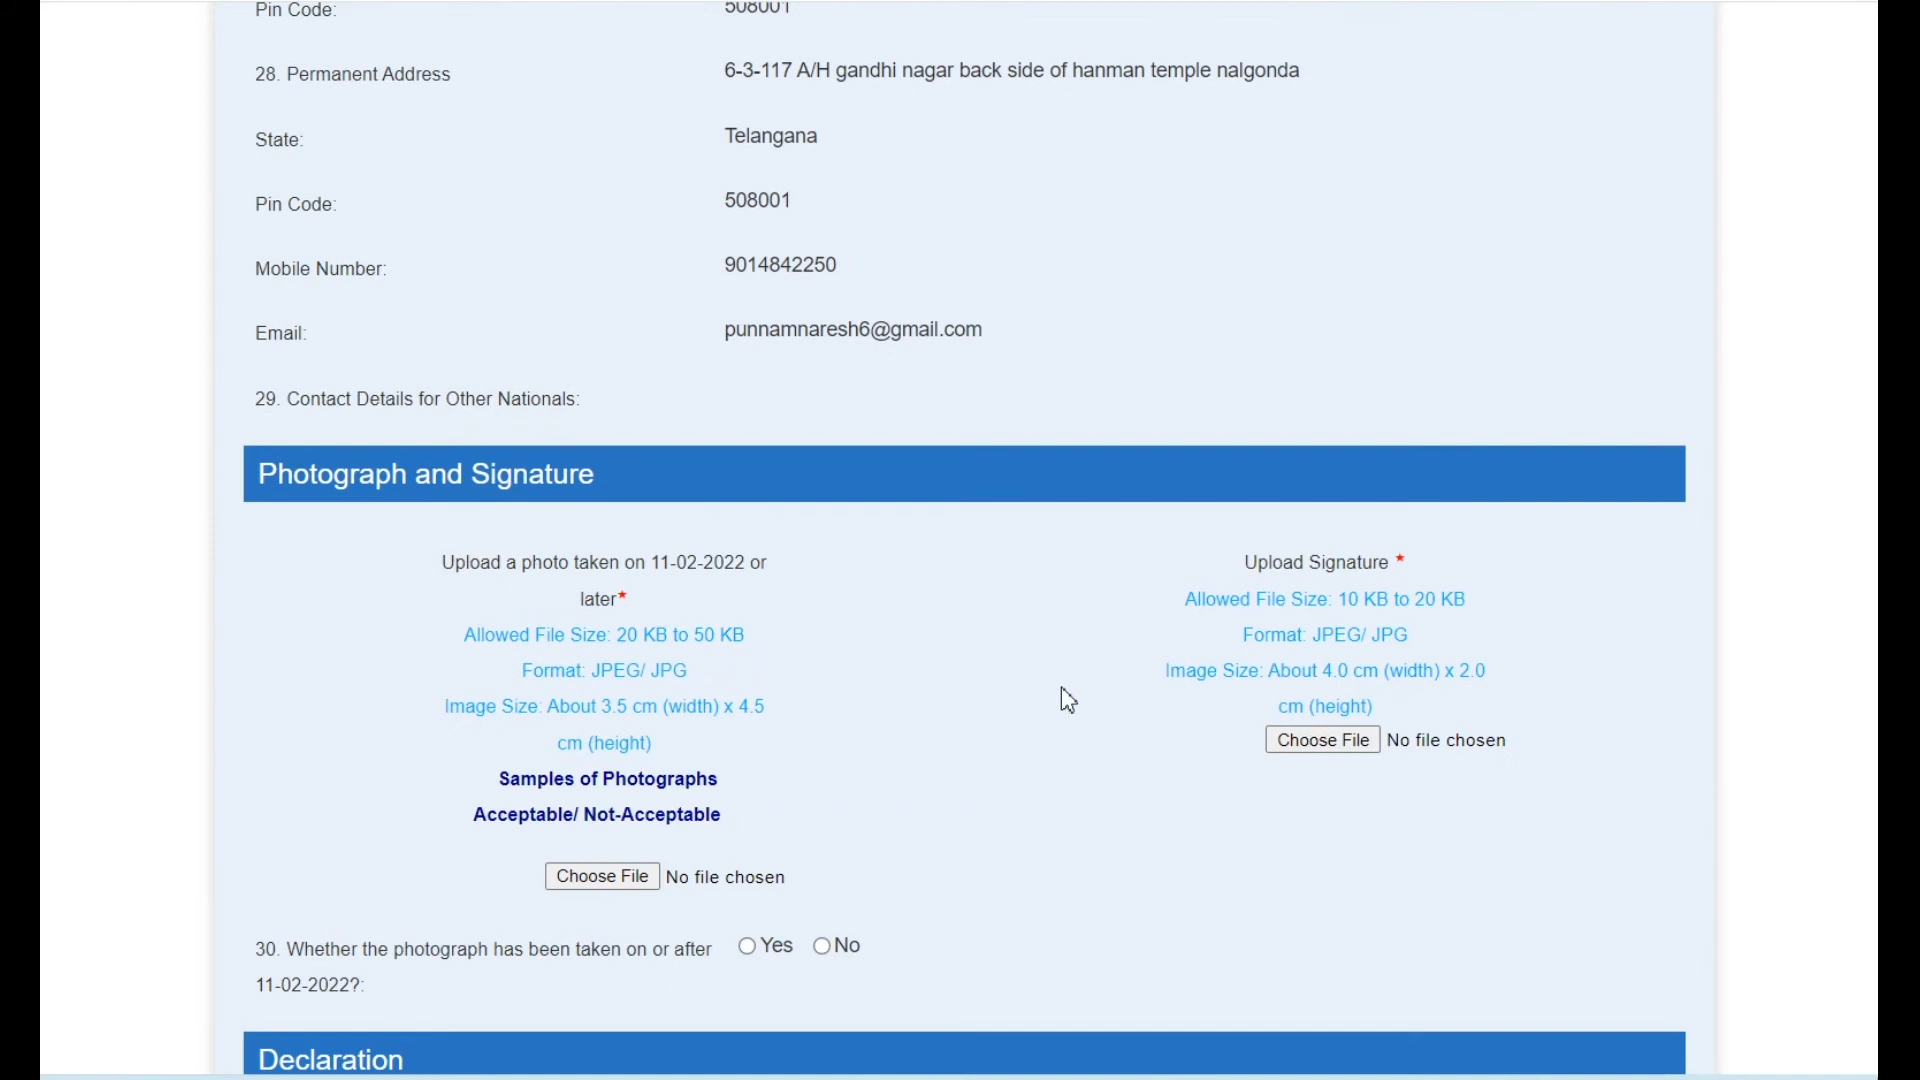 Pin Code: 508001
28. Permanent Address 6-3-117 A/H gandhi nagar back side of hanman temple nalgonda
State: Telangana
Pin Code: 508001
Mobile Number: 9014842250
Email: punnamnaresh6@gmail.com
29. Contact Details for Other Nationals:
Photograph and Signature
Upload a photo taken on 11-02-2022 or
later*
Allowed File Size: 20 KB to 50 KB
Format: JPEG/ JPG
Image Size: About 3.5 cm (width) x 4.5
cm (height)
Samples of Photographs
Acceptable/ Not-Acceptable
Choose File No file chosen
Upload Signature *
Allowed File Size: 10 KB to 20 KB
Format: JPEG/ JPG
Image Size: About 4.0 cm (width) x 2.0
cm (height)
Choose File No file chosen
30. Whether the photograph has been taken on or after Yes No
11-02-2022?:
Declaration